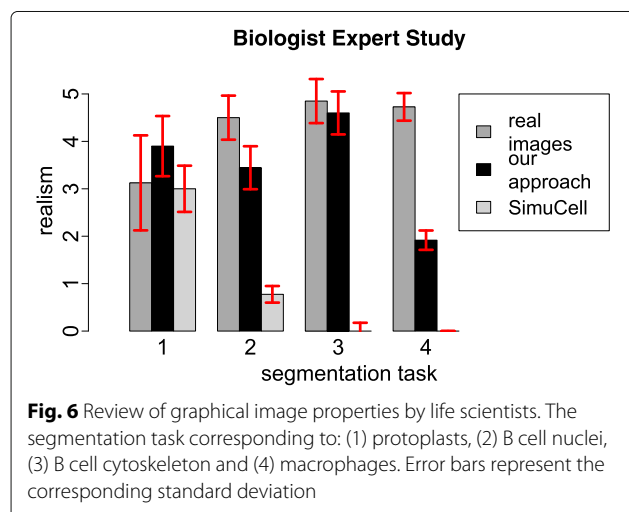 Biologist Expert Study
realism
0
1
2
3
4
5
real
images
our
approach
SimuCell
1 2 3 4
segmentation task
Fig. 6 Review of graphical image properties by life scientists. The
segmentation task corresponding to: (1) protoplasts, (2) B cell nuclei,
(3) B cell cytoskeleton and (4) macrophages. Error bars represent the
corresponding standard deviation